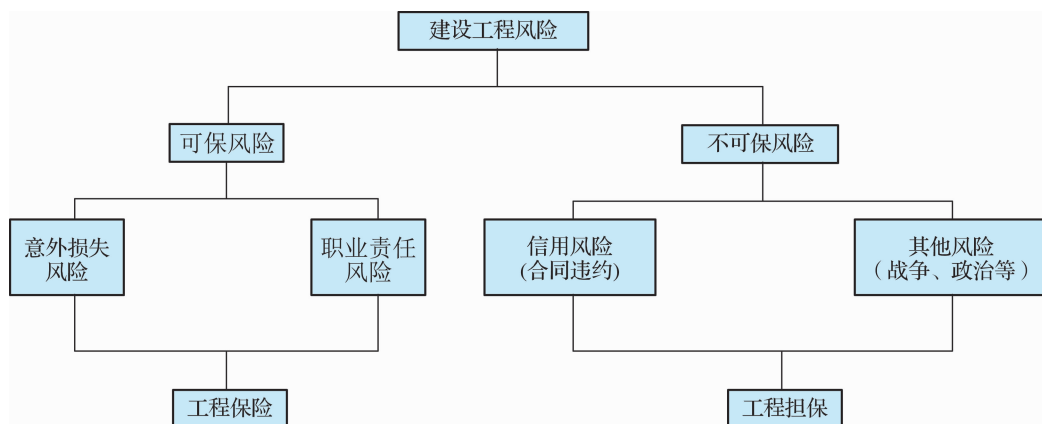 建设工程风险
可保风险
不可保风险
意外损失
风险
职业责任
风险
信用风险
(合同违约)
其他风险
（战争、政治等）
工程保险
工程担保